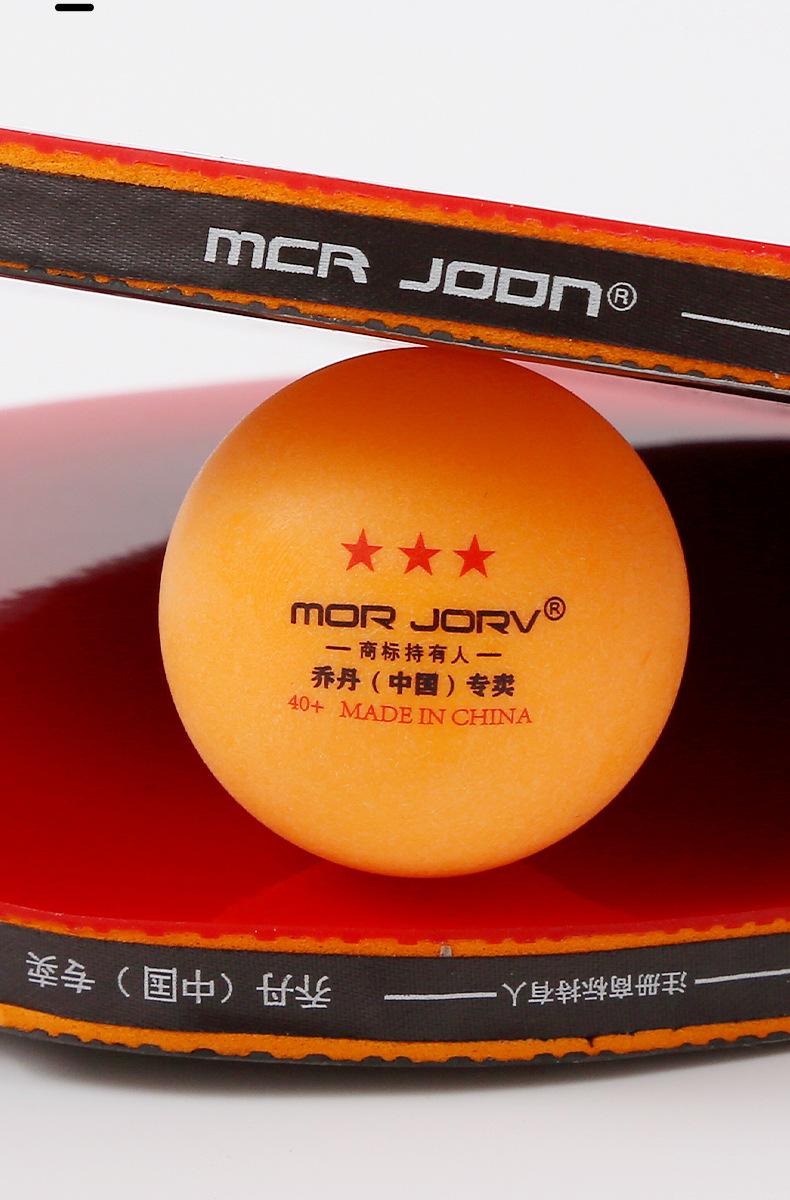 MCR JOON®
★★★
MOR JORV®
— 商标持有人 —
乔丹（中国）专卖
40+ MADE IN CHINA
注册商标持有人
乔丹（中国）专卖